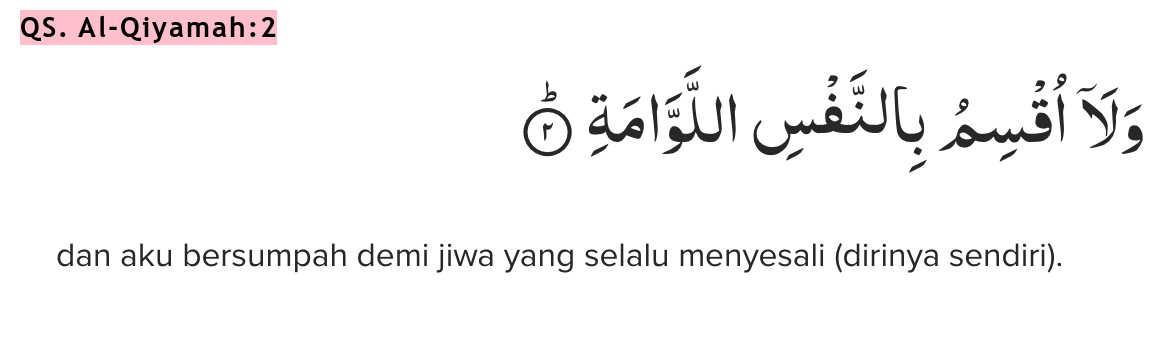 QS. Al-Qiyamah:2
وَلَآ اُقْسِمُ بِالنَّفْسِ اللَّوَّامَةِۗ ٢
dan aku bersumpah demi jiwa yang selalu menyesali (dirinya sendiri).